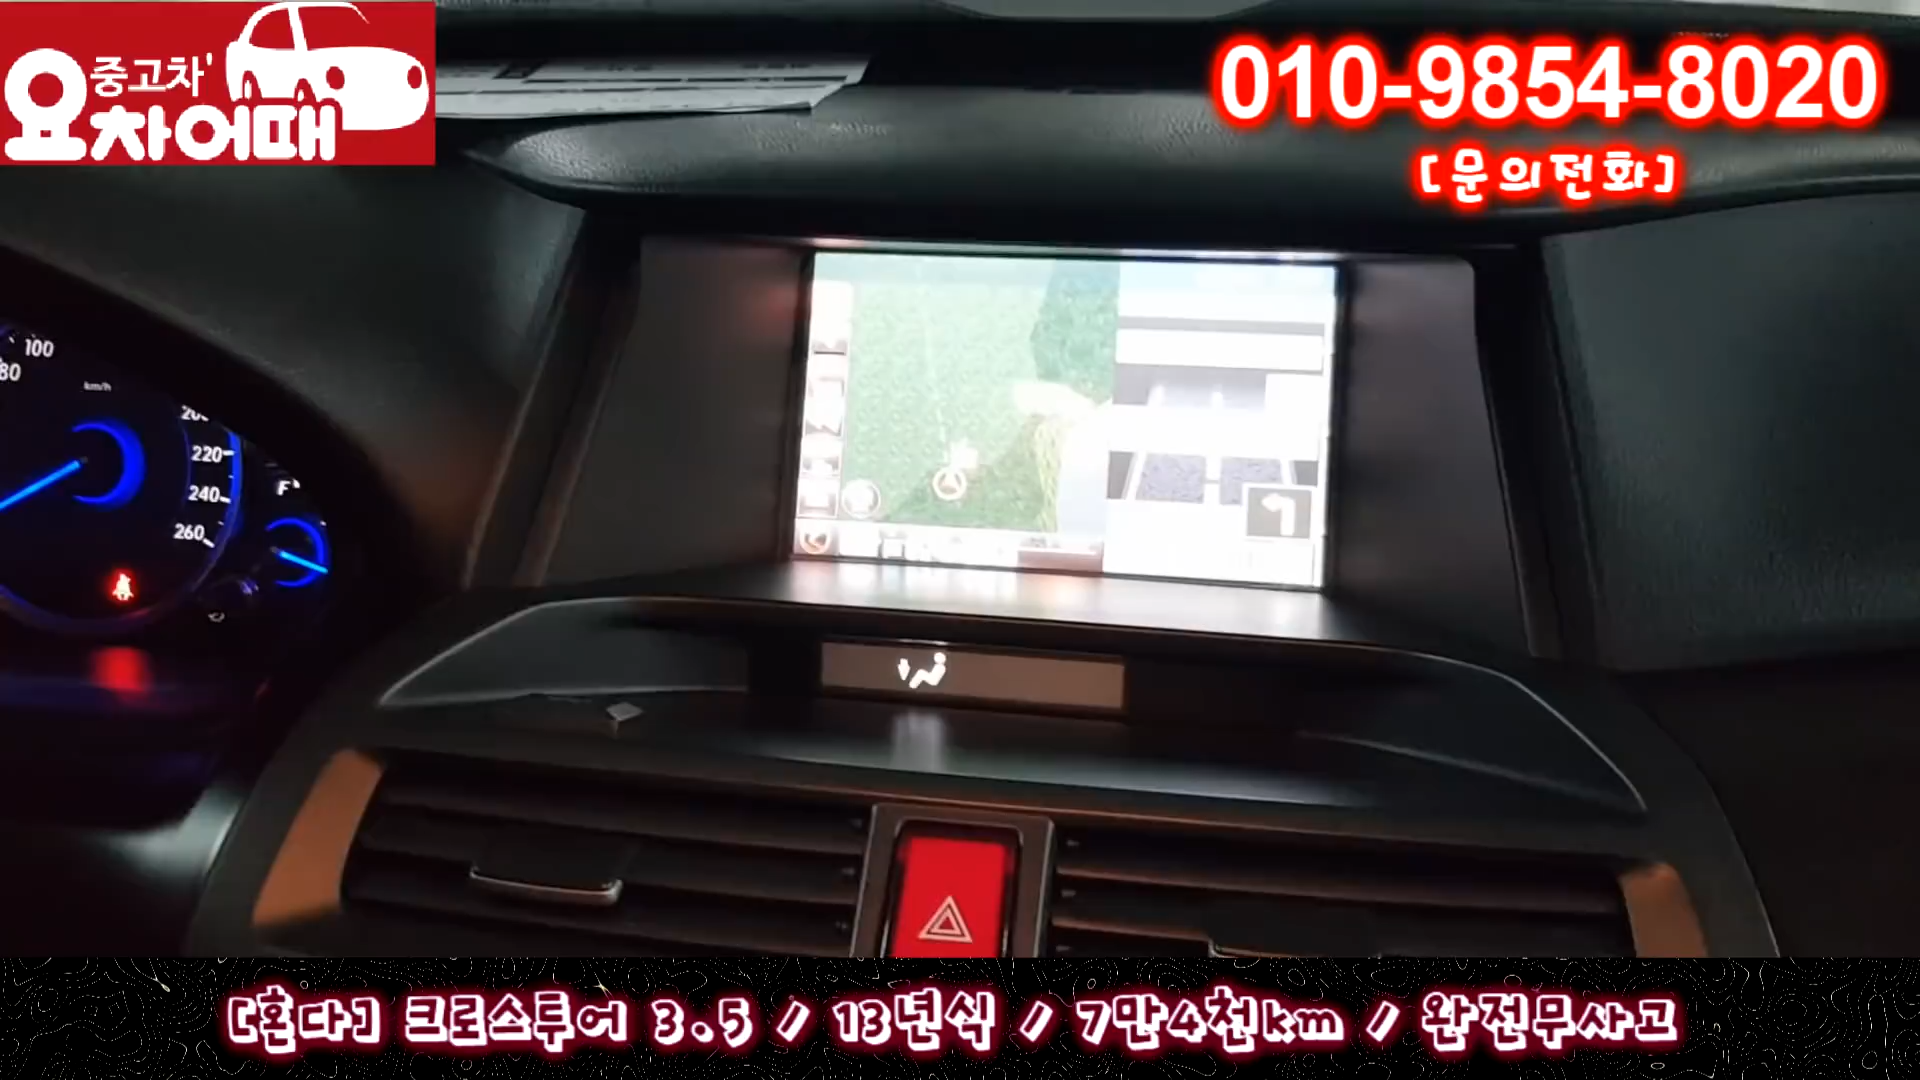 중고차'
요차어때
010-9854-8020
[문의전화]
100
80
km/h
220
240
260
F
[혼다] 크로스투어 3.5 / 13년식 / 7만4천km / 완전무사고